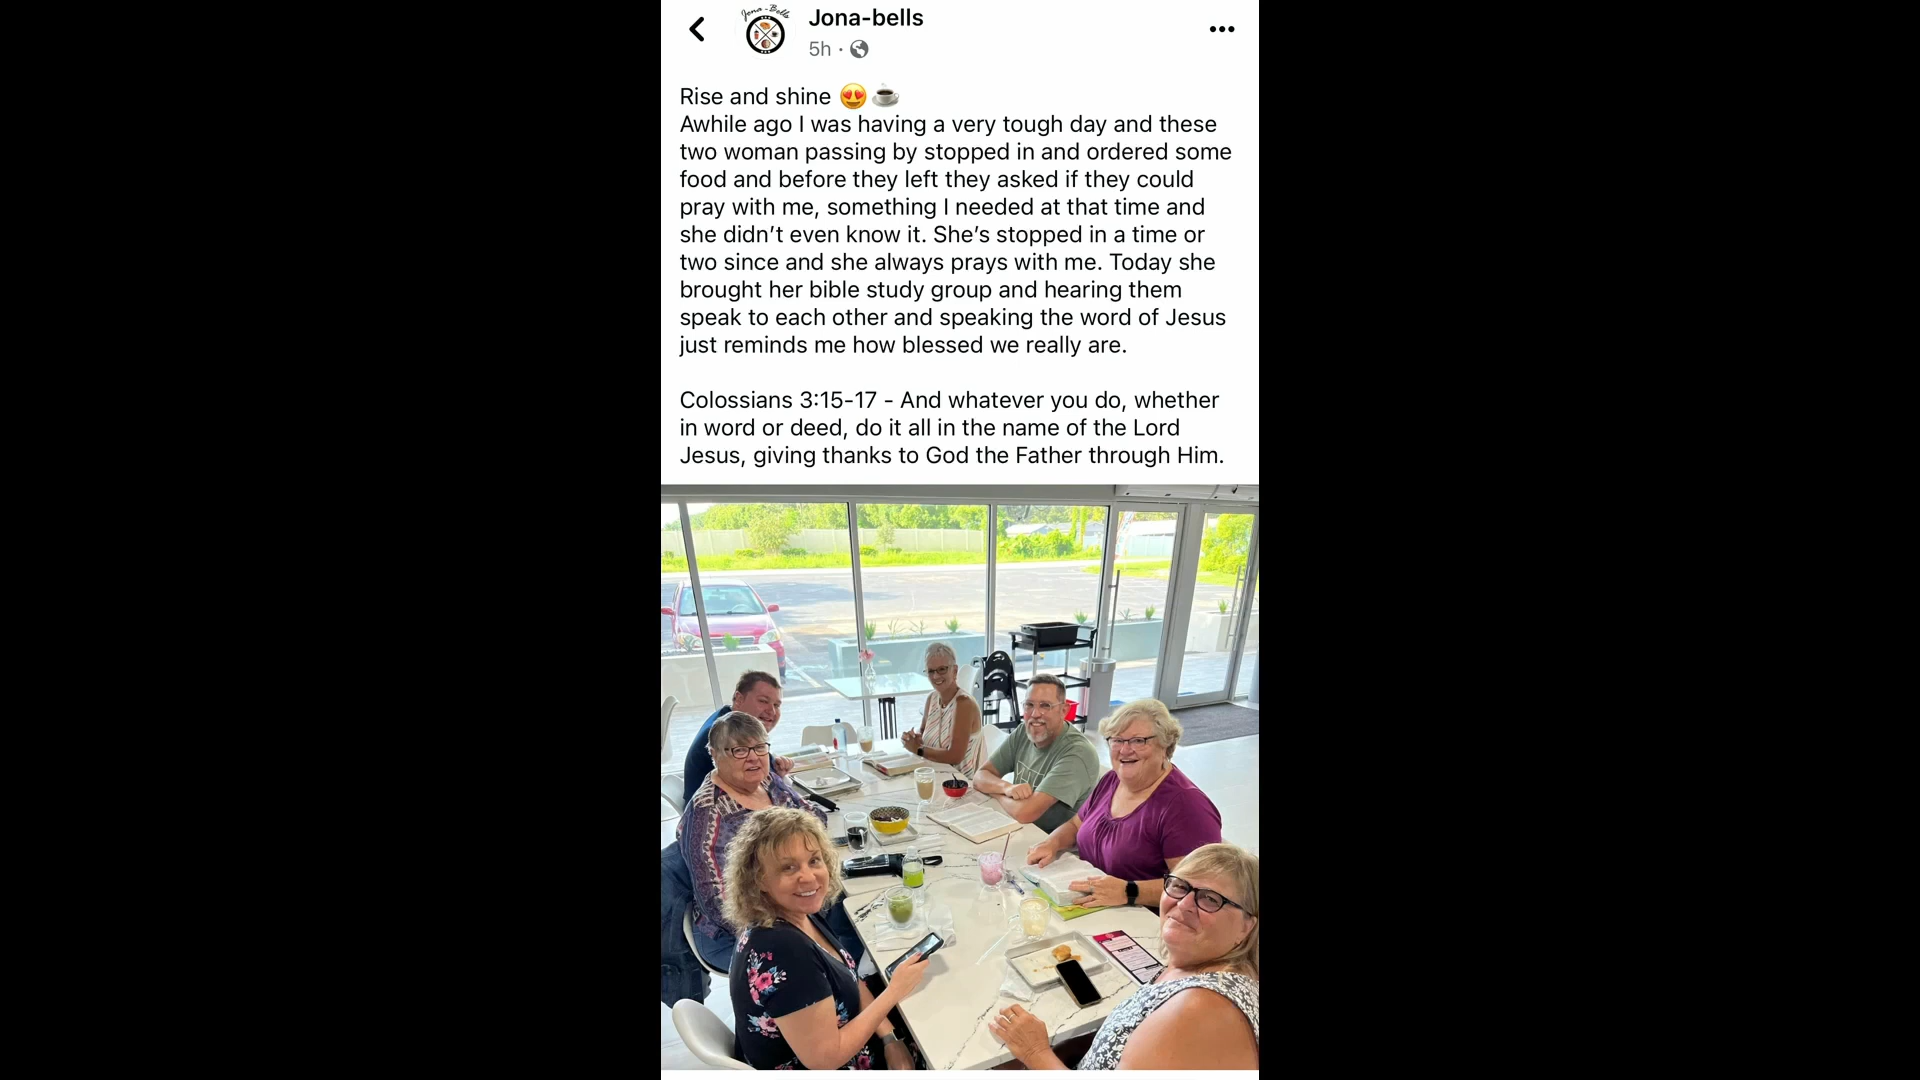 Jona-Bells
Jona-bells
5h ·
Rise and shine 😍☕
Awhile ago I was having a very tough day and these
two woman passing by stopped in and ordered some
food and before they left they asked if they could
pray with me, something I needed at that time and
she didn’t even know it. She’s stopped in a time or
two since and she always prays with me. Today she
brought her bible study group and hearing them
speak to each other and speaking the word of Jesus
just reminds me how blessed we really are.
Colossians 3:15-17 - And whatever you do, whether
in word or deed, do it all in the name of the Lord
Jesus, giving thanks to God the Father through Him.